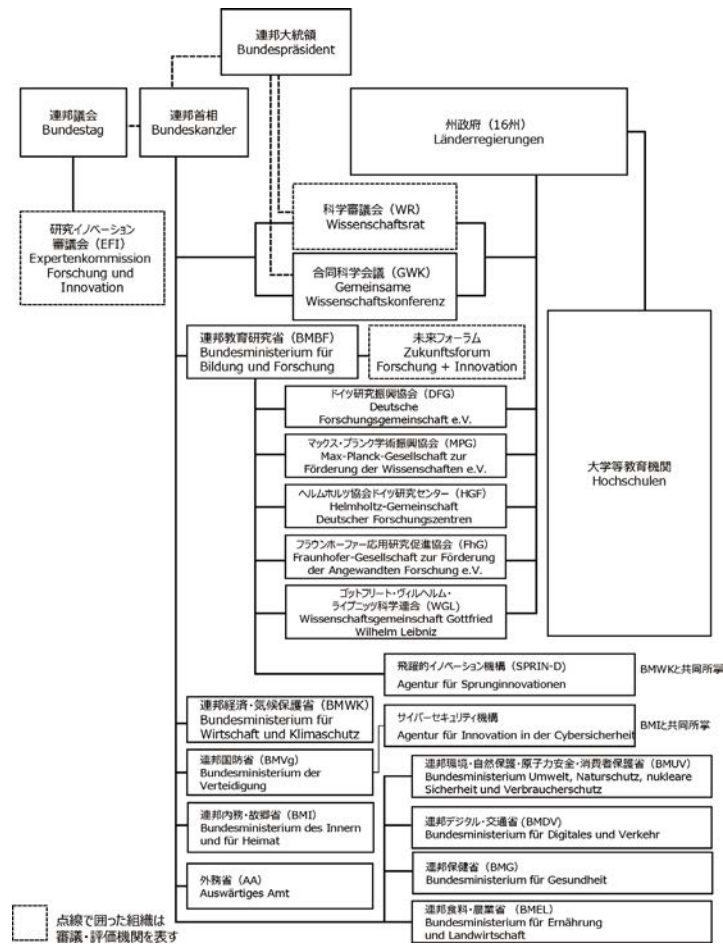 連邦大統領
Bundespräsident
連邦議会
Bundestag
連邦首相
Bundeskanzler
州政府（16州）
Länderregierungen
研究イノベーション
審議会（EFI）
Expertenkommission
Forschung und
Innovation
科学審議会（WR）
Wissenschaftsrat
合同科学会議（GWK）
Gemeinsame
Wissenschaftskonferenz
連邦教育研究省（BMBF）
Bundesministerium für
Bildung und Forschung
未来フォーラム
Zukunftsforum
Forschung + Innovation
ドイツ研究振興協会（DFG）
Deutsche
Forschungsgemeinschaft e.V.
マックス・プランク学術振興協会（MPG）
Max-Planck-Gesellschaft zur
Förderung der Wissenschaften e.V.
ヘルムホルツ協会ドイツ研究センター（HGF）
Helmholtz-Gemeinschaft
Deutscher Forschungszentren
フラウンホーファー応用研究促進協会（FhG）
Fraunhofer-Gesellschaft zur Förderung
der Angewandten Forschung e.V.
ゴットフリート・ヴィルヘルム・
ライプニッツ科学連合（WGL）
Wissenschaftsgemeinschaft Gottfried
Wilhelm Leibniz
大学等教育機関
Hochschulen
飛躍的イノベーション機構（SPRIN-D）
Agentur für Sprunginnovationen
BMWKと共同所掌
連邦経済・気候保護省（BMWK）
Bundesministerium für
Wirtschaft und Klimaschutz
サイバーセキュリティ機構
Agentur für Innovation in der Cybersicherheit
BMIと共同所掌
連邦国防省（BMVg）
Bundesministerium der
Verteidigung
連邦環境・自然保護・原子力安全・消費者保護省（BMUV）
Bundesministerium Umwelt, Naturschutz, nukleare
Sicherheit und Verbraucherschutz
連邦内務・故郷省（BMI）
Bundesministerium des Innern
und für Heimat
連邦デジタル・交通省（BMDV）
Bundesministerium für Digitales und Verkehr
外務省（AA）
Auswärtiges Amt
連邦保健省（BMG）
Bundesministerium für Gesundheit
連邦食料・農業省（BMEL）
Bundesministerium für Ernährung
und Landwirtschaft
点線で囲った組織は
審議・評価機関を表す